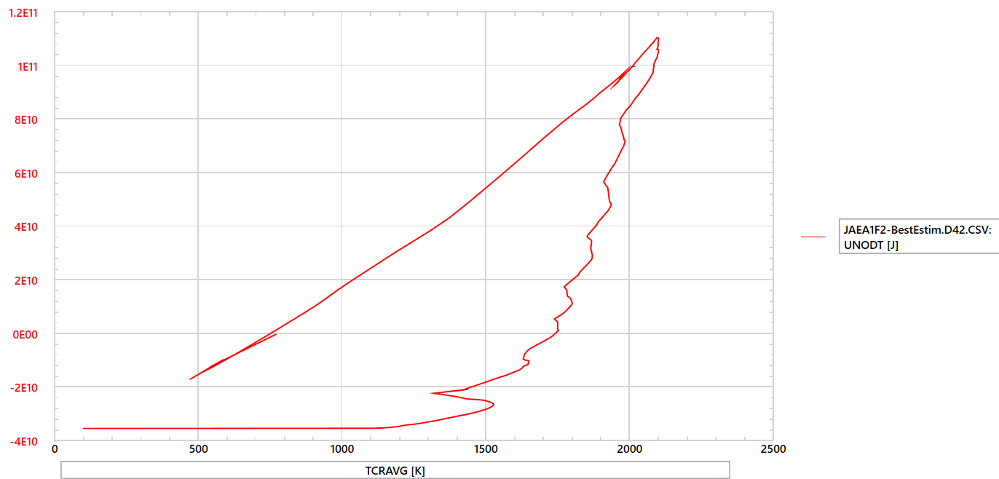 1.2E11
1E11
8E10
6E10
4E10
2E10
0E00
-2E10
-4E10
0 500 1000 1500 2000 2500
TCRAVG [K]
JAEA1F2-BestEstim.D42.CSV:
UNODT [J]